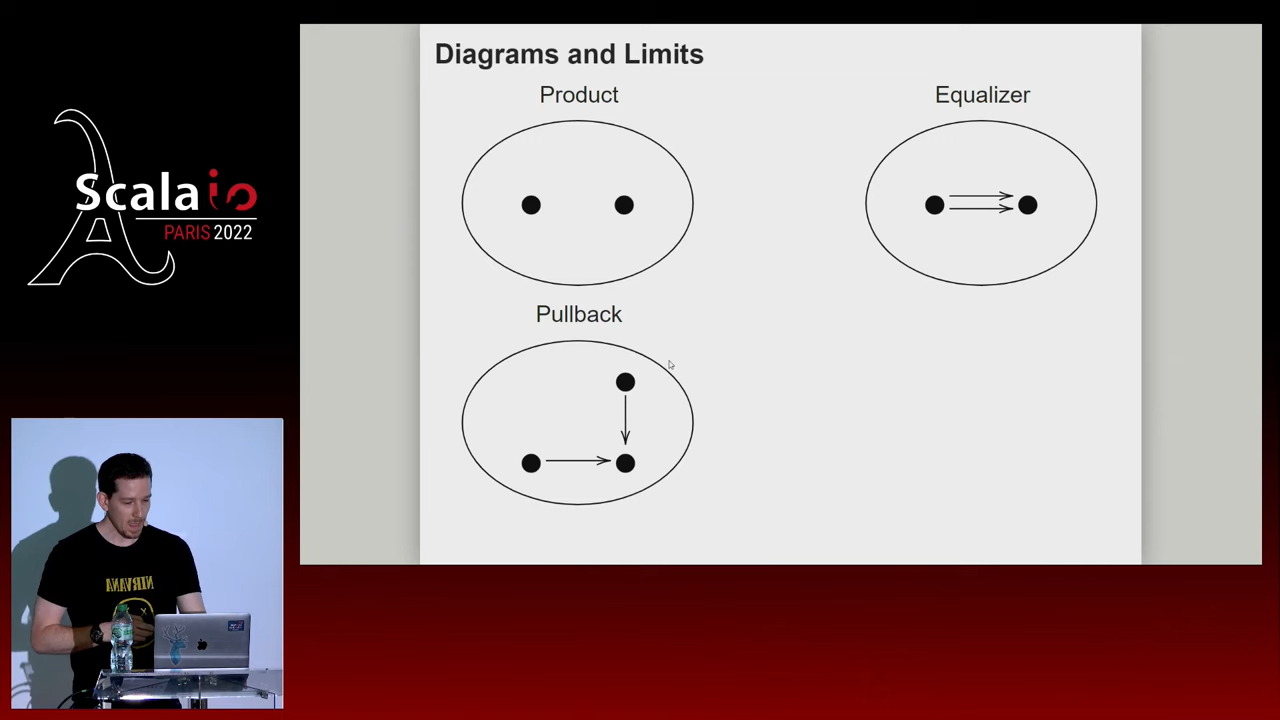 Scala io
PARIS 2022
Diagrams and Limits
Product
Equalizer
Pullback
NIRVANA